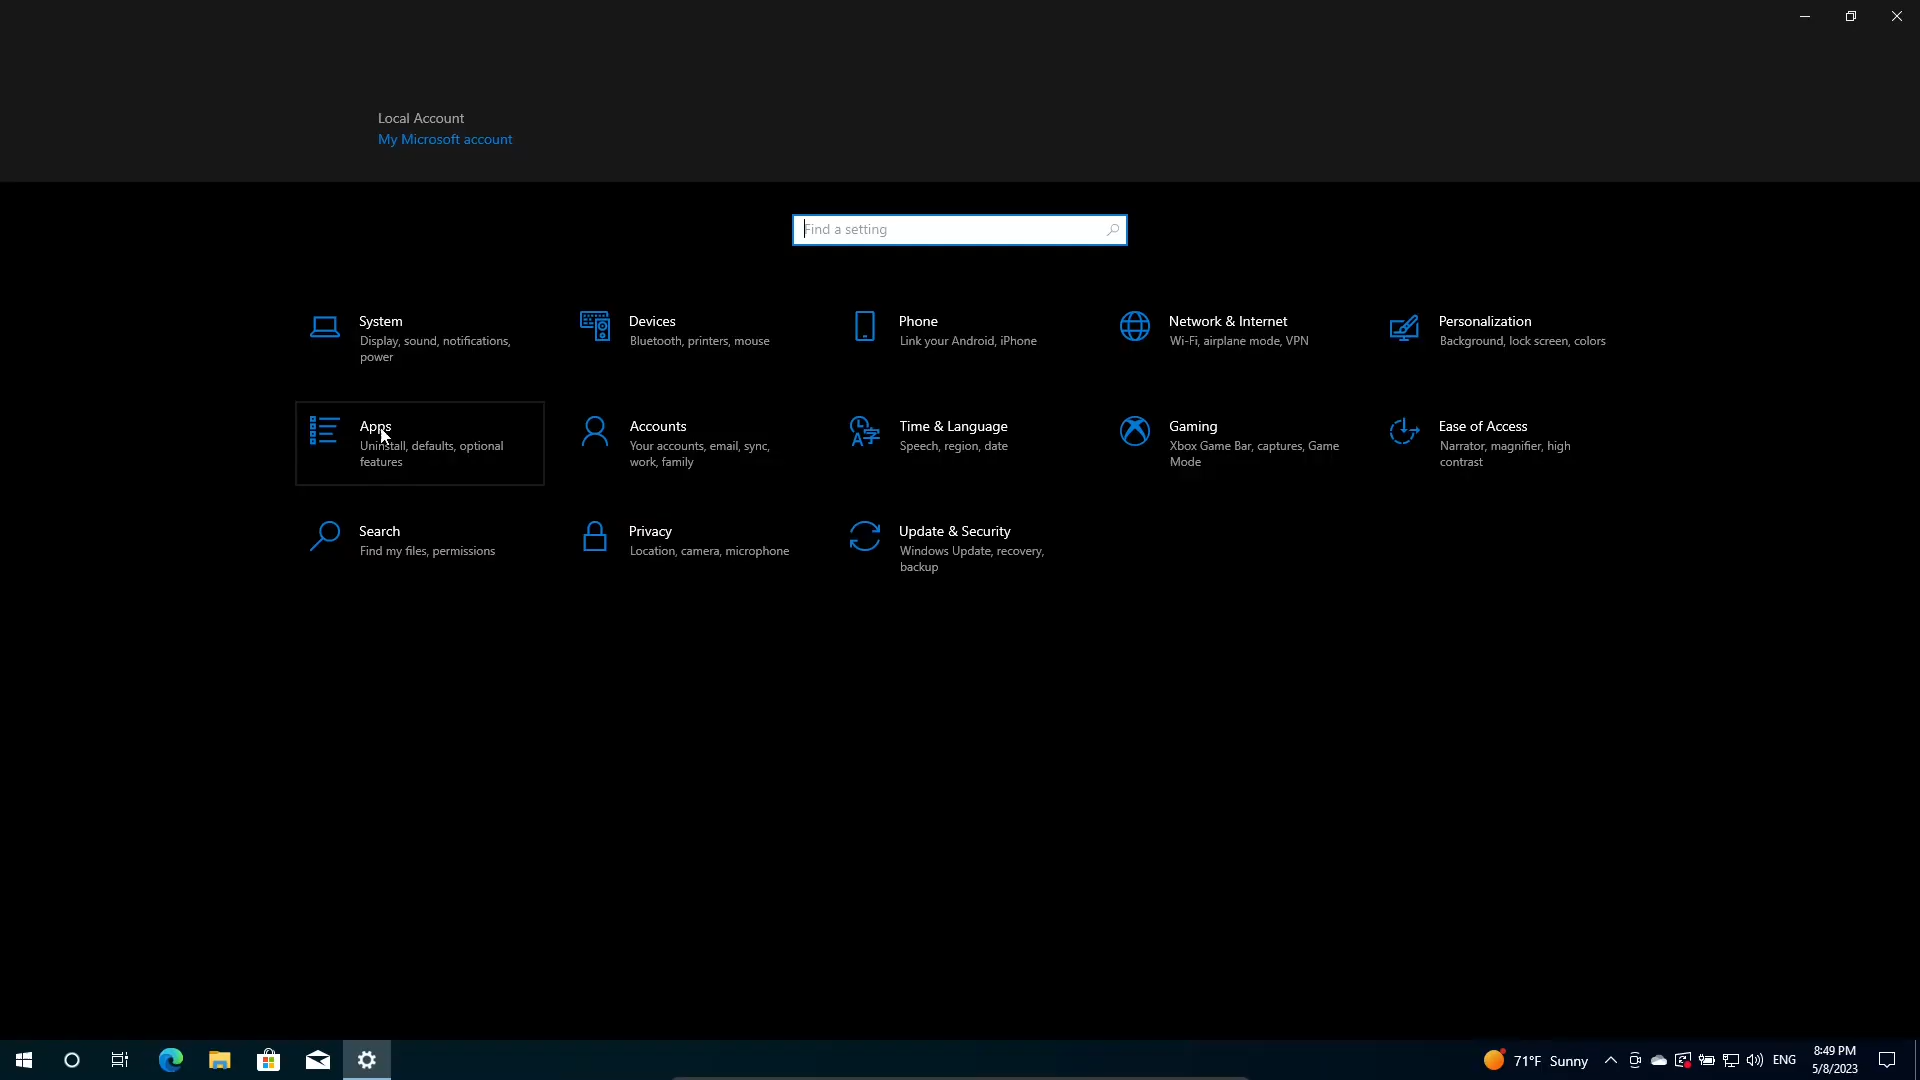 Local Account
My Microsoft account
Find a setting
System
Display, sound, notifications,
power
Devices
Bluetooth, printers, mouse
Phone
Link your Android, iPhone
Network & Internet
Wi-Fi, airplane mode, VPN
Personalization
Background, lock screen, colors
Apps
Uninstall, defaults, optional
features
Accounts
Your accounts, email, sync,
work, family
Time & Language
Speech, region, date
Gaming
Xbox Game Bar, captures, Game
Mode
Ease of Access
Narrator, magnifier, high
contrast
Search
Find my files, permissions
Privacy
Location, camera, microphone
Update & Security
Windows Update, recovery,
backup
71°F Sunny
ENG
8:49 PM
5/8/2023